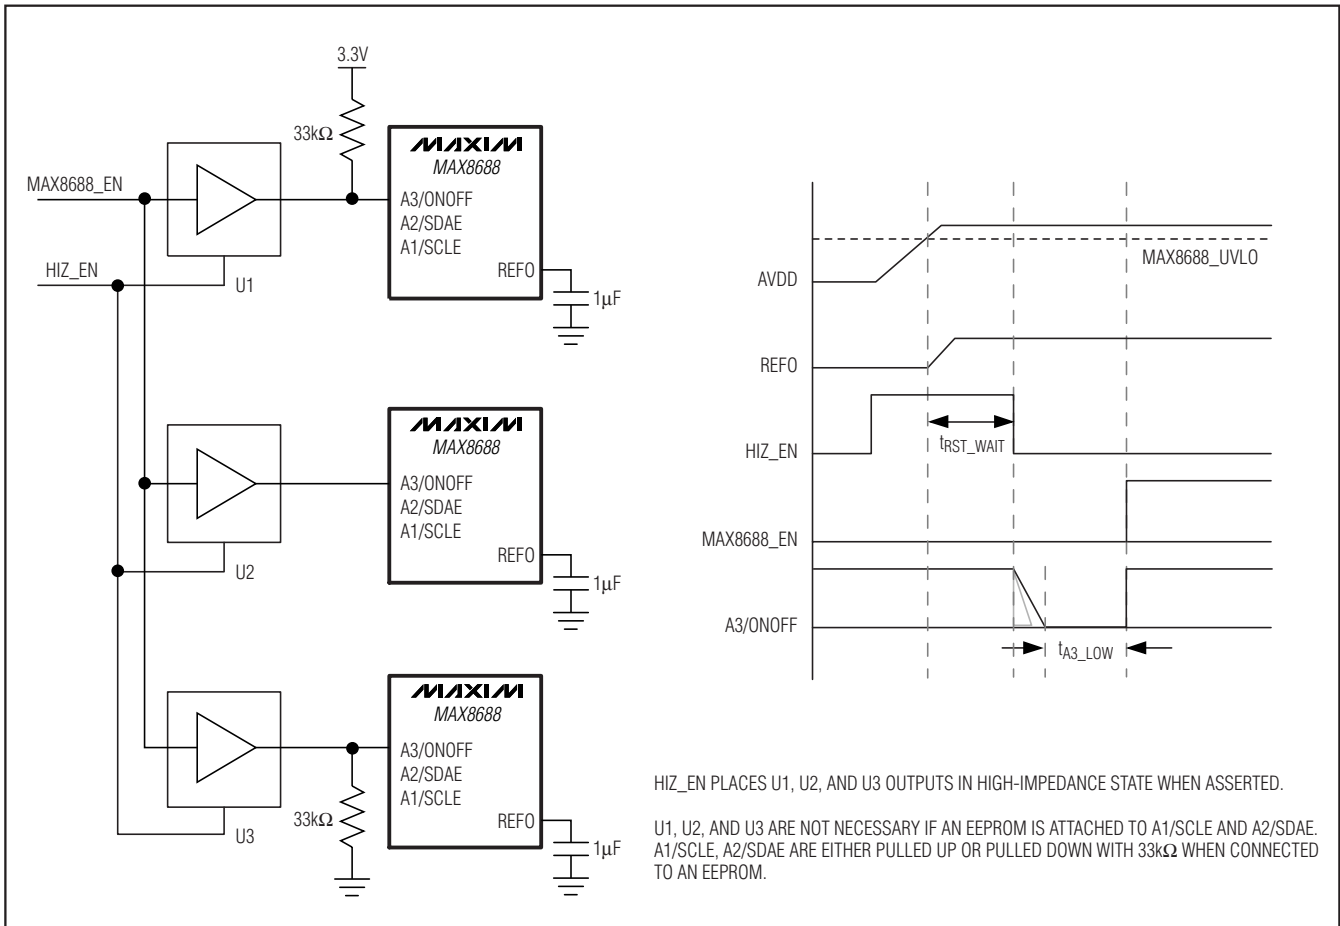 3.3V
33kΩ
MAXIM
MAX8688
A3/ONOFF
A2/SDAE
A1/SCLE
REFO
1µF
MAX8688_EN
HIZ_EN
U1
MAXIM
MAX8688
A3/ONOFF
A2/SDAE
A1/SCLE
REFO
1µF
U2
MAXIM
MAX8688
A3/ONOFF
A2/SDAE
A1/SCLE
REFO
1µF
33kΩ
U3
MAX8688_UVLO
AVDD
REFO
HIZ_EN
tRST_WAIT
MAX8688_EN
A3/ONOFF
tA3_LOW
HIZ_EN PLACES U1, U2, AND U3 OUTPUTS IN HIGH-IMPEDANCE STATE WHEN ASSERTED.
U1, U2, AND U3 ARE NOT NECESSARY IF AN EEPROM IS ATTACHED TO A1/SCLE AND A2/SDAE.
A1/SCLE, A2/SDAE ARE EITHER PULLED UP OR PULLED DOWN WITH 33kΩ WHEN CONNECTED
TO AN EEPROM.